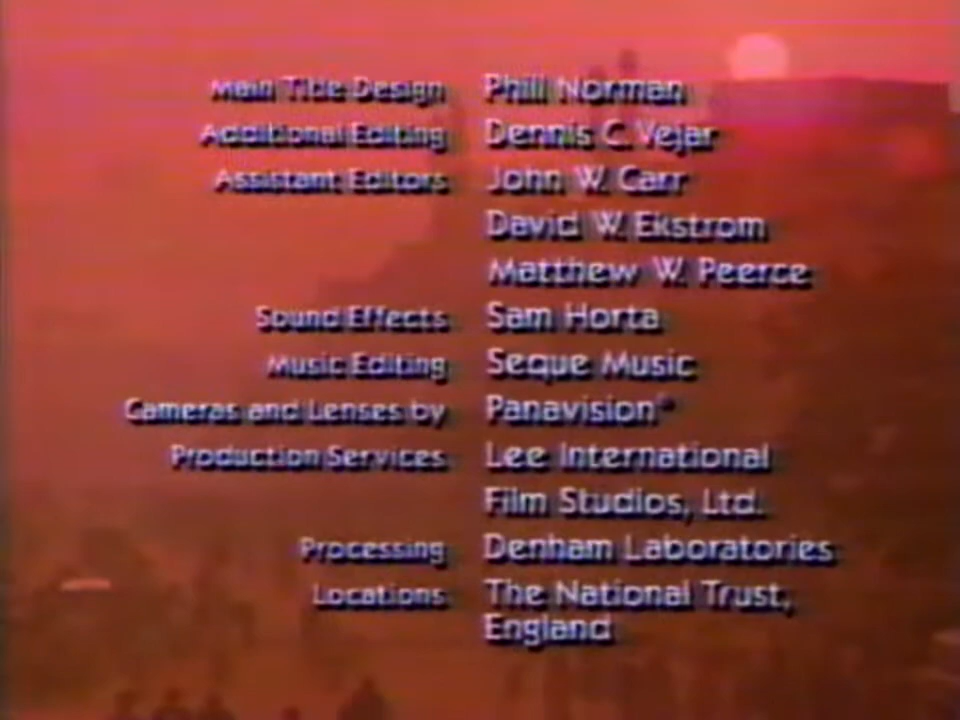 Main Title Design Phill Norman
Additional Editing Dennis C. Vejar
Assistant Editors John W. Carr
David W. Ekstrom
Matthew W. Peerce
Sound Effects Sam Horta
Music Editing Segue Music
Cameras and Lenses by Panavision®
Production Services Lee International
Film Studios, Ltd.
Processing Denham Laboratories
Locations The National Trust,
England